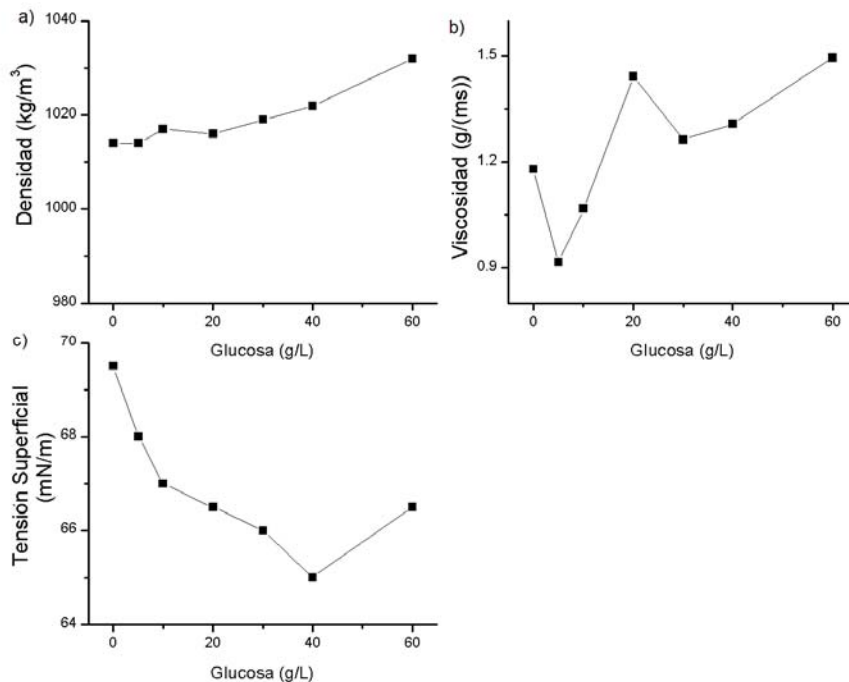 a)
1040
1020
1000
980
Densidad (kg/m³)
0
20
40
60
Glucosa (g/L)
b)
1.5
1.2
0.9
Viscosidad (g/(ms))
0
20
40
60
Glucosa (g/L)
c)
70
68
66
64
Tensión Superficial
(mN/m)
0
20
40
60
Glucosa (g/L)